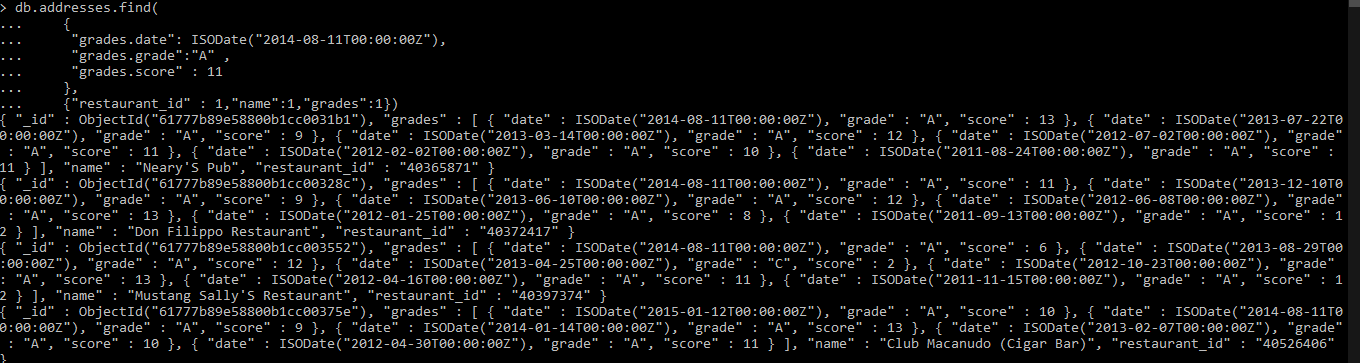 > db.addresses.find(
...     {
...      "grades.date": ISODate("2014-08-11T00:00:00Z"),
...      "grades.grade":"A" ,
...      "grades.score" : 11
...     },
...     {"restaurant_id" : 1,"name":1,"grades":1})
{ "_id" : ObjectId("61777b89e58800b1cc0031b1"), "grades" : [ { "date" : ISODate("2014-08-11T00:00:00Z"), "grade" : "A", "score" : 13 }, { "date" : ISODate("2013-07-22T0
0:00:00Z"), "grade" : "A", "score" : 9 }, { "date" : ISODate("2013-03-14T00:00:00Z"), "grade" : "A", "score" : 12 }, { "date" : ISODate("2012-07-02T00:00:00Z"), "grade"
 : "A", "score" : 11 }, { "date" : ISODate("2012-02-02T00:00:00Z"), "grade" : "A", "score" : 10 }, { "date" : ISODate("2011-08-24T00:00:00Z"), "grade" : "A", "score" :
11 } ], "name" : "Neary'S Pub", "restaurant_id" : "40365871" }
{ "_id" : ObjectId("61777b89e58800b1cc00328c"), "grades" : [ { "date" : ISODate("2014-08-11T00:00:00Z"), "grade" : "A", "score" : 11 }, { "date" : ISODate("2013-12-10T0
0:00:00Z"), "grade" : "A", "score" : 9 }, { "date" : ISODate("2013-06-10T00:00:00Z"), "grade" : "A", "score" : 12 }, { "date" : ISODate("2012-06-08T00:00:00Z"), "grade"
 : "A", "score" : 13 }, { "date" : ISODate("2012-01-25T00:00:00Z"), "grade" : "A", "score" : 8 }, { "date" : ISODate("2011-09-13T00:00:00Z"), "grade" : "A", "score" : 1
2 } ], "name" : "Don Filippo Restaurant", "restaurant_id" : "40372417" }
{ "_id" : ObjectId("61777b89e58800b1cc003552"), "grades" : [ { "date" : ISODate("2014-08-11T00:00:00Z"), "grade" : "A", "score" : 6 }, { "date" : ISODate("2013-08-29T00
:00:00Z"), "grade" : "A", "score" : 12 }, { "date" : ISODate("2013-04-25T00:00:00Z"), "grade" : "C", "score" : 2 }, { "date" : ISODate("2012-10-23T00:00:00Z"), "grade"
 : "A", "score" : 13 }, { "date" : ISODate("2012-04-16T00:00:00Z"), "grade" : "A", "score" : 11 }, { "date" : ISODate("2011-11-15T00:00:00Z"), "grade" : "A", "score" : 1
2 } ], "name" : "Mustang Sally'S Restaurant", "restaurant_id" : "40397374" }
{ "_id" : ObjectId("61777b89e58800b1cc00375e"), "grades" : [ { "date" : ISODate("2015-01-12T00:00:00Z"), "grade" : "A", "score" : 10 }, { "date" : ISODate("2014-08-11T0
0:00:00Z"), "grade" : "A", "score" : 9 }, { "date" : ISODate("2014-01-14T00:00:00Z"), "grade" : "A", "score" : 13 }, { "date" : ISODate("2013-02-07T00:00:00Z"), "grade"
 : "A", "score" : 10 }, { "date" : ISODate("2012-04-30T00:00:00Z"), "grade" : "A", "score" : 11 } ], "name" : "Club Macanudo (Cigar Bar)", "restaurant_id" : "40526406"
}